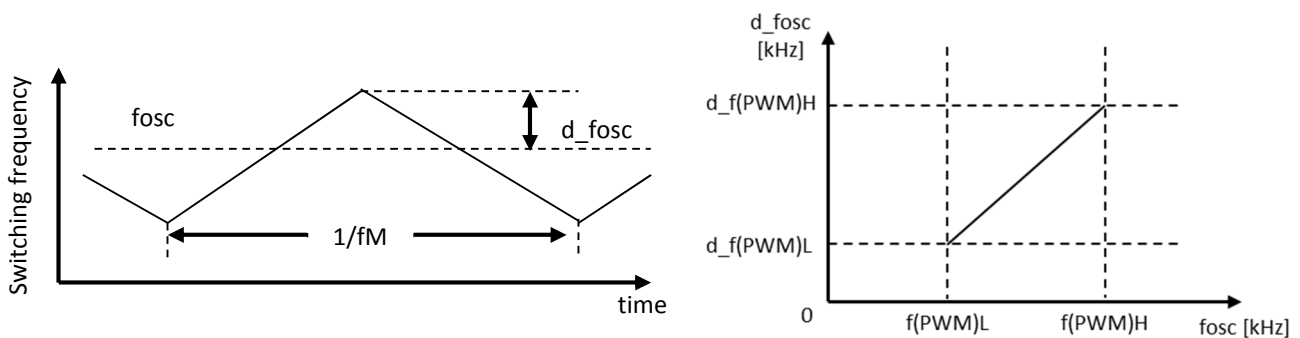 Switching frequency
fosc
d_fosc
1/fM
time
d_fosc
[kHz]
d_f(PWM)H
d_f(PWM)L
0
f(PWM)L
f(PWM)H
fosc [kHz]